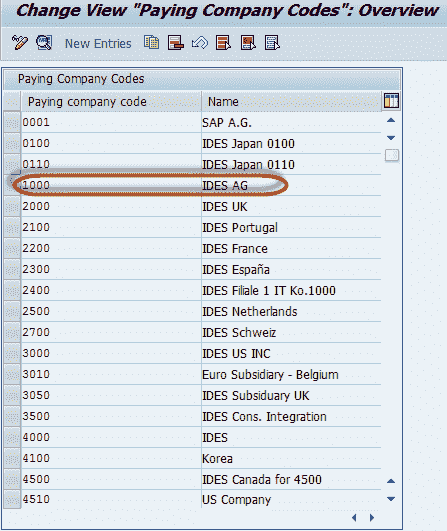 Change View "Paying Company Codes": Overview
New Entries
Paying Company Codes
Paying company code Name
0001 SAP A.G.
0100 IDES Japan 0100
0110 IDES Japan 0110
1000 IDES AG
2000 IDES UK
2100 IDES Portugal
2200 IDES France
2300 IDES España
2400 IDES Filiale 1 IT Ko.1000
2500 IDES Netherlands
2700 IDES Schweiz
3000 IDES US INC
3010 Euro Subsidiary - Belgium
3050 IDES Subsiduary UK
3500 IDES Cons. Integration
4000 IDES
4100 Korea
4500 IDES Canada for 4500
4510 US Company